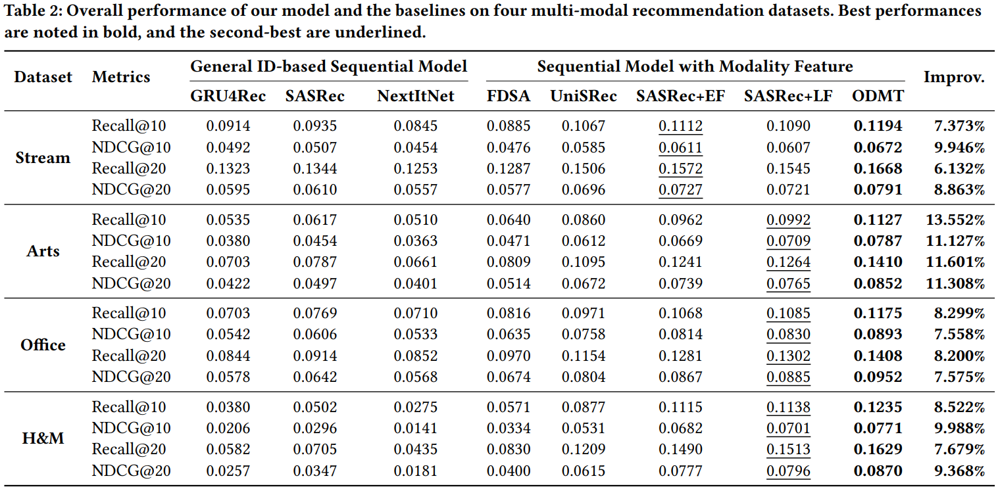 Table 2: Overall performance of our model and the baselines on four multi-modal recommendation datasets. Best performances
are noted in bold, and the second-best are underlined.
Dataset Metrics General ID-based Sequential Model Sequential Model with Modality Feature Improv.
GRU4Rec SASRec NextItNet FDSA UniSRec SASRec+EF SASRec+LF ODMT
Stream
Recall@10 0.0914 0.0935 0.0845 0.0885 0.1067 0.1112 0.1090 0.1194 7.373%
NDCG@10 0.0492 0.0507 0.0454 0.0476 0.0585 0.0611 0.0607 0.0672 9.946%
Recall@20 0.1323 0.1344 0.1253 0.1287 0.1506 0.1572 0.1545 0.1668 6.132%
NDCG@20 0.0595 0.0610 0.0557 0.0577 0.0696 0.0727 0.0721 0.0791 8.863%
Arts
Recall@10 0.0535 0.0617 0.0510 0.0640 0.0860 0.0962 0.0992 0.1127 13.552%
NDCG@10 0.0380 0.0454 0.0363 0.0471 0.0612 0.0669 0.0709 0.0787 11.127%
Recall@20 0.0703 0.0787 0.0661 0.0809 0.1095 0.1241 0.1264 0.1410 11.601%
NDCG@20 0.0422 0.0497 0.0401 0.0514 0.0672 0.0739 0.0765 0.0852 11.308%
Office
Recall@10 0.0703 0.0769 0.0710 0.0816 0.0971 0.1068 0.1085 0.1175 8.299%
NDCG@10 0.0542 0.0606 0.0533 0.0635 0.0758 0.0814 0.0830 0.0893 7.558%
Recall@20 0.0844 0.0914 0.0852 0.0970 0.1154 0.1281 0.1302 0.1408 8.200%
NDCG@20 0.0578 0.0642 0.0568 0.0674 0.0804 0.0867 0.0885 0.0952 7.575%
H&M
Recall@10 0.0380 0.0502 0.0275 0.0571 0.0877 0.1115 0.1138 0.1235 8.522%
NDCG@10 0.0206 0.0296 0.0141 0.0334 0.0531 0.0682 0.0701 0.0771 9.988%
Recall@20 0.0582 0.0705 0.0435 0.0830 0.1209 0.1490 0.1513 0.1629 7.679%
NDCG@20 0.0257 0.0347 0.0181 0.0400 0.0615 0.0777 0.0796 0.0870 9.368%